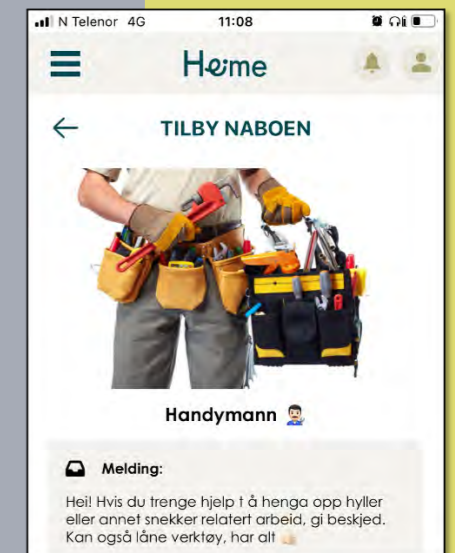 N Telenor 4G 11:08
Heime
TILBY NABOEN
Handymann 👨🏻‍🔧
Melding:
Hei! Hvis du trenge hjelp t å henga opp hyller
eller annet snekker relatert arbeid, gi beskjed.
Kan også låne verktøy, har alt 👍🏻